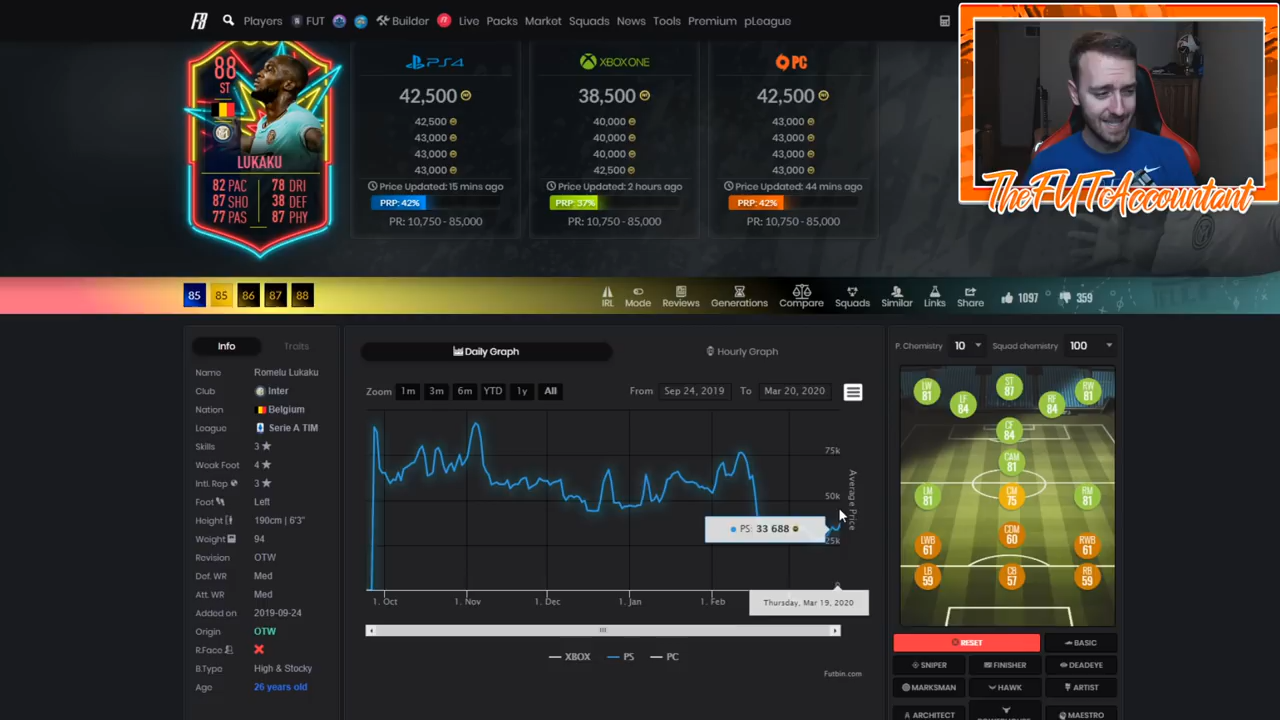 FB Players FUT Builder Live Packs Market Squads News Tools Premium pLeague
88
ST
LUKAKU
82 PAC 78 DRI
87 SHO 38 DEF
77 PAS 87 PHY
PS4
42,500
42,500
43,000
43,000
43,000
Price Updated: 15 mins ago
PRP: 42%
PR: 10,750 - 85,000
XBOX ONE
38,500
40,000
40,000
40,000
42,500
Price Updated: 2 hours ago
PRP: 37%
PR: 10,750 - 85,000
PC
42,500
43,000
43,000
43,000
43,000
Price Updated: 44 mins ago
PRP: 42%
PR: 10,750 - 85,000
TheFUTAccountant
85 85 86 87 88
IRL Mode Reviews Generations Compare Squads Similar Links Share 1097 359
Info Traits
Name Romelu Lukaku
Club Inter
Nation Belgium
League Serie A TIM
Skills 3
Weak Foot 4
Intl. Rep 3
Foot Left
Height 190cm | 6'3"
Weight 94
Revision OTW
Def. WR Med
Att. WR Med
Added on 2019-09-24
Origin OTW
R.Face
B.Type High & Stocky
Age 26 years old
Daily Graph Hourly Graph
Zoom 1m 3m 6m YTD 1y All From Sep 24, 2019 To Mar 20, 2020
75k
50k
25k
0
Average Price
PS: 33 688
1. Oct 1. Nov 1. Dec 1. Jan 1. Feb
Thursday, Mar 19, 2020
XBOX PS PC
Futbin.com
P. Chemistry 10 Squad chemistry 100
LW 81
LF 84
ST 87
RF 84
RW 81
CF 84
CAM 81
LM 81
CM 75
RM 81
LWB 61
CDM 60
RWB 61
LB 59
CB 57
RB 59
RESET BASIC
SNIPER FINISHER DEADEYE
MARKSMAN HAWK ARTIST
ARCHITECT POWERHOUSE MAESTRO